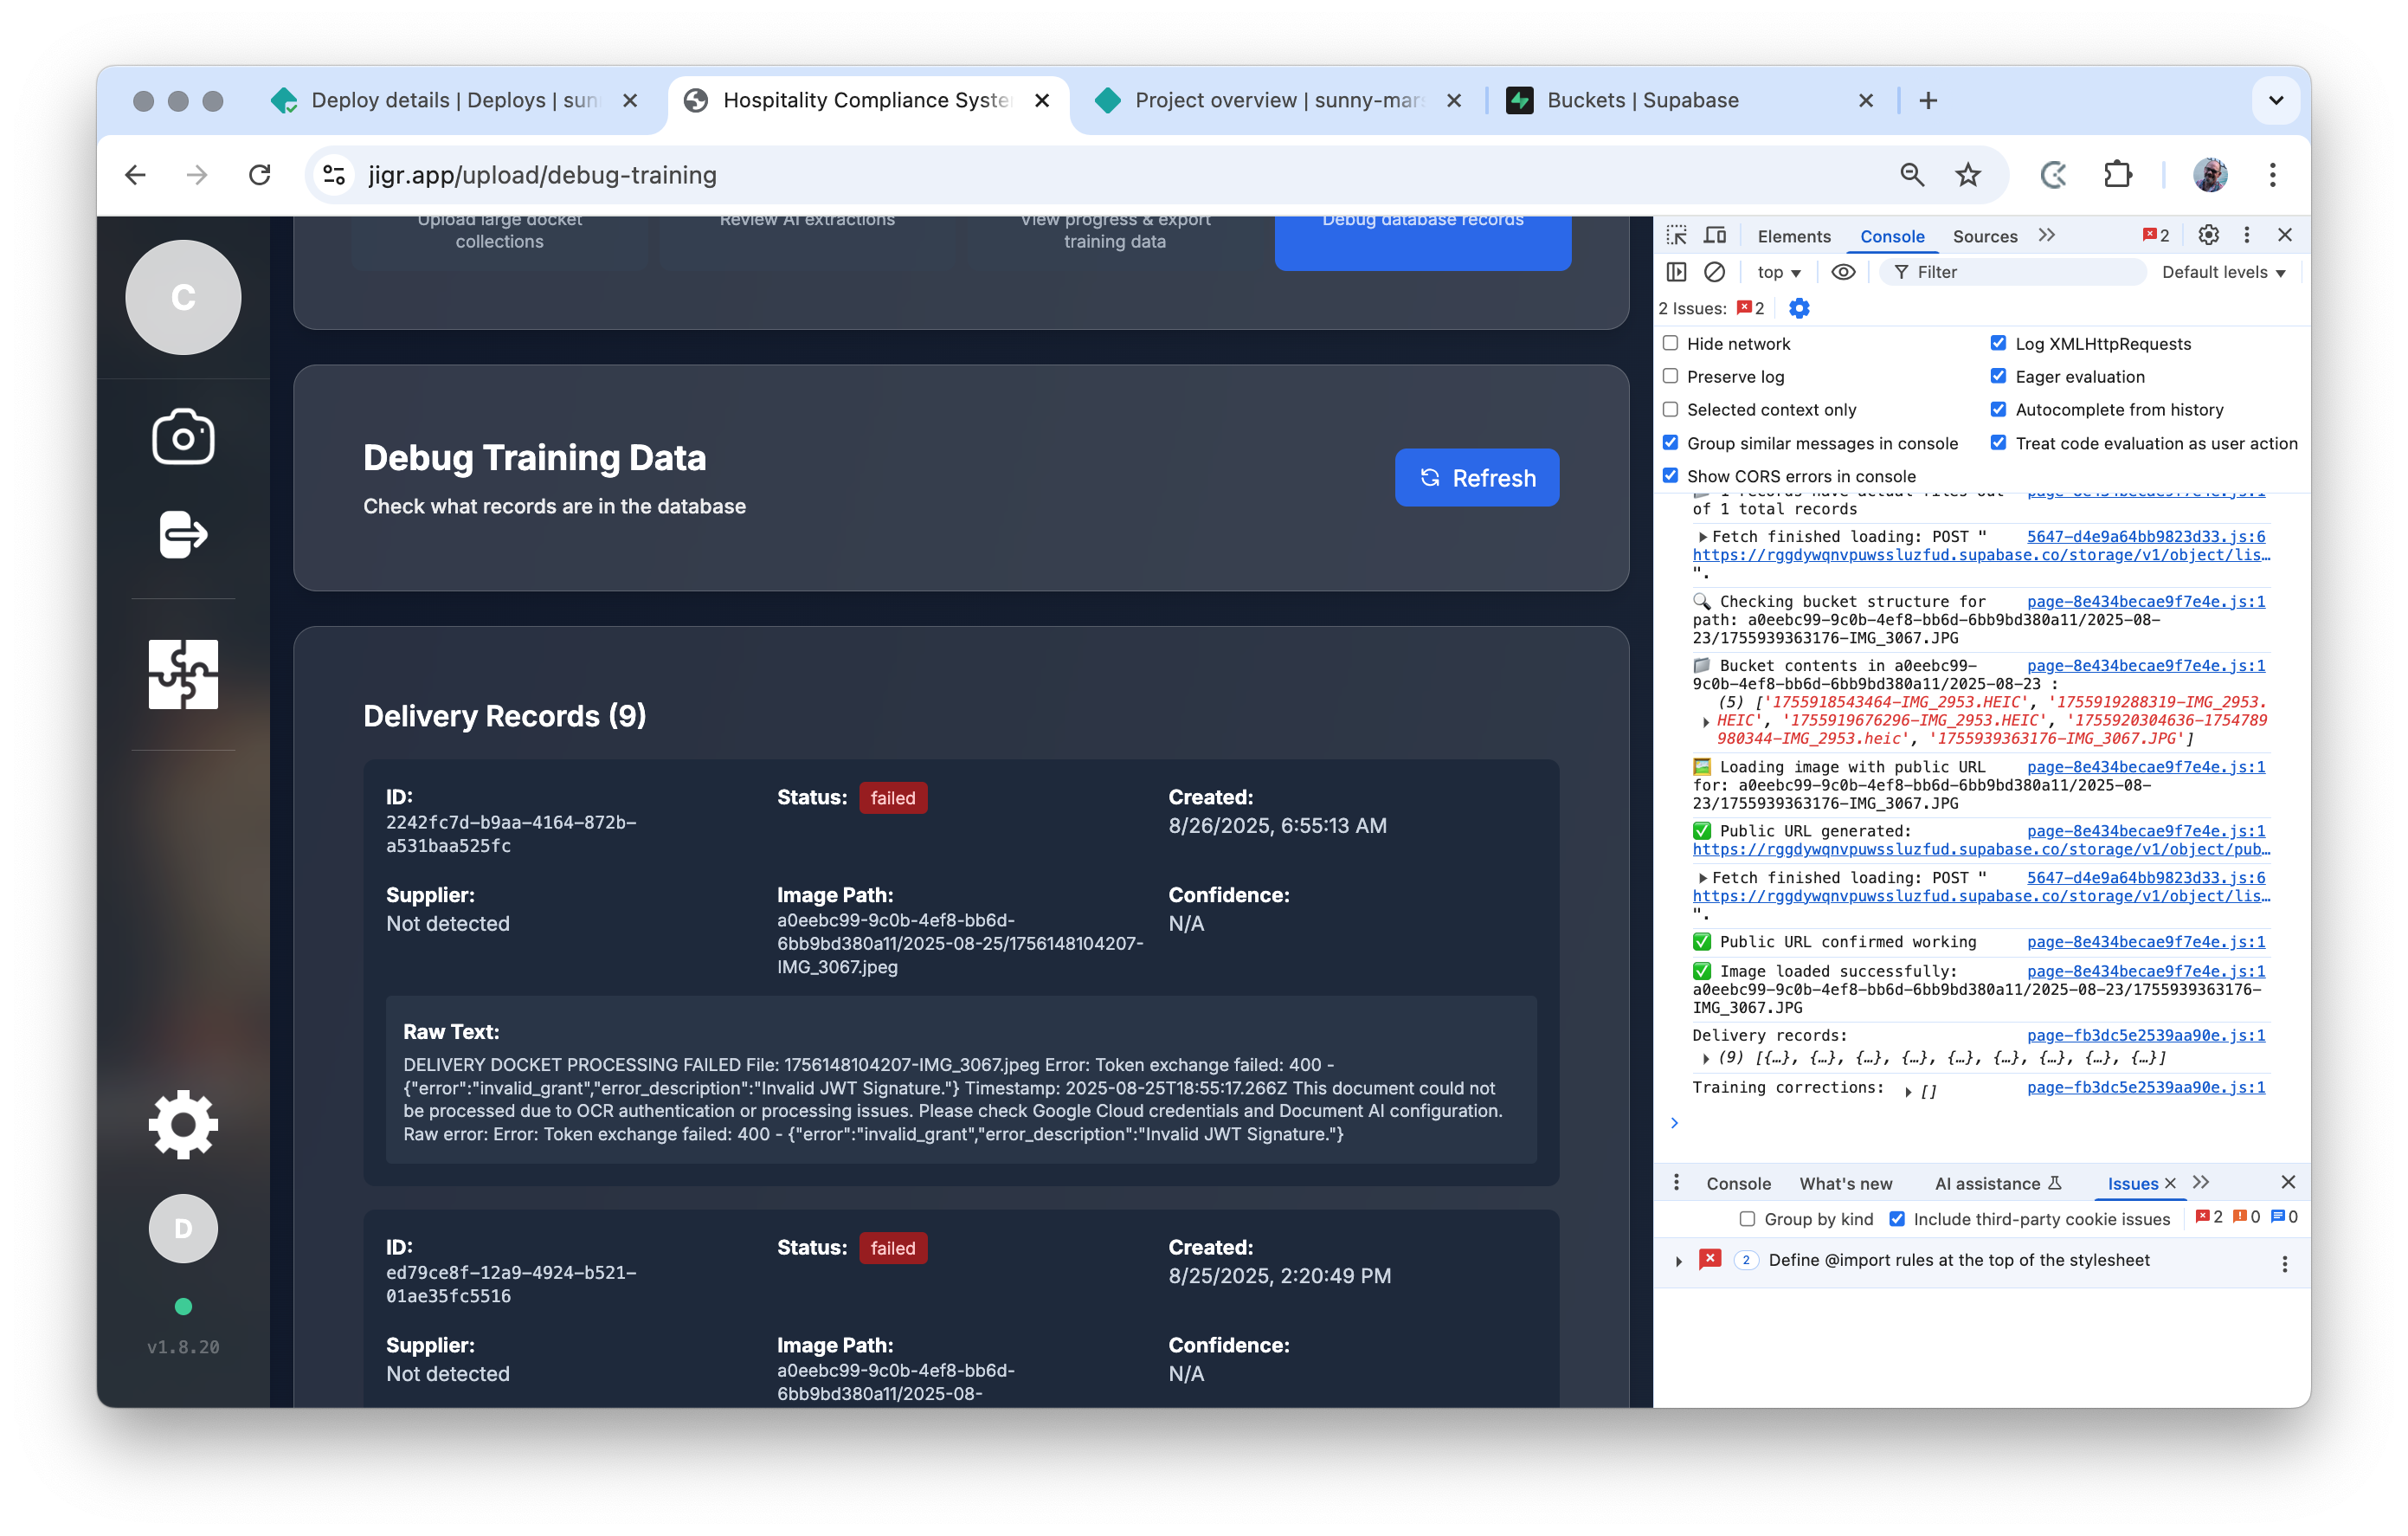 Deploy details | Deploys | sun
Hospitality Compliance Syste
Project overview | sunny-mars
Buckets | Supabase
jigr.app/upload/debug-training
C
D
v1.8.20
Upload large docket
collections
Review AI extractions
View progress & export
training data
Debug database records
Debug Training Data
Check what records are in the database
Refresh
Delivery Records (9)
ID:
2242fc7d-b9aa-4164-872b-
a531baa525fc
Status: failed
Created:
8/26/2025, 6:55:13 AM
Supplier:
Not detected
Image Path:
a0eebc99-9c0b-4ef8-bb6d-
6bb9bd380a11/2025-08-25/1756148104207-
IMG_3067.jpeg
Confidence:
N/A
Raw Text:
DELIVERY DOCKET PROCESSING FAILED File: 1756148104207-IMG_3067.jpeg Error: Token exchange failed: 400 -
{"error":"invalid_grant","error_description":"Invalid JWT Signature."} Timestamp: 2025-08-25T18:55:17.266Z This document could not
be processed due to OCR authentication or processing issues. Please check Google Cloud credentials and Document AI configuration.
Raw error: Error: Token exchange failed: 400 - {"error":"invalid_grant","error_description":"Invalid JWT Signature."}
ID:
ed79ce8f-12a9-4924-b521-
01ae35fc5516
Status: failed
Created:
8/25/2025, 2:20:49 PM
Supplier:
Not detected
Image Path:
a0eebc99-9c0b-4ef8-bb6d-
6bb9bd380a11/2025-08-
Confidence:
N/A
Elements
Console
Sources
2
top
Filter
Default levels
2 Issues: 2
Hide network
Log XMLHttpRequests
Preserve log
Eager evaluation
Selected context only
Autocomplete from history
Group similar messages in console
Treat code evaluation as user action
Show CORS errors in console
1 records have actual files out page-8e434becae9f7e4e.js:1
of 1 total records
Fetch finished loading: POST " 5647-d4e9a64bb9823d33.js:6
https://rggdywqnvpuwssluzfud.supabase.co/storage/v1/object/lis…
".
🔍 Checking bucket structure for page-8e434becae9f7e4e.js:1
path: a0eebc99-9c0b-4ef8-bb6d-6bb9bd380a11/2025-08-
23/1755939363176-IMG_3067.JPG
📁 Bucket contents in a0eebc99- page-8e434becae9f7e4e.js:1
9c0b-4ef8-bb6d-6bb9bd380a11/2025-08-23 :
(5) ['1755918543464-IMG_2953.HEIC', '1755919288319-IMG_2953.
HEIC', '1755919676296-IMG_2953.HEIC', '1755920304636-1754789
980344-IMG_2953.heic', '1755939363176-IMG_3067.JPG']
🖼️ Loading image with public URL page-8e434becae9f7e4e.js:1
for: a0eebc99-9c0b-4ef8-bb6d-6bb9bd380a11/2025-08-
23/1755939363176-IMG_3067.JPG
✅ Public URL generated: page-8e434becae9f7e4e.js:1
https://rggdywqnvpuwssluzfud.supabase.co/storage/v1/object/pub…
Fetch finished loading: POST " 5647-d4e9a64bb9823d33.js:6
https://rggdywqnvpuwssluzfud.supabase.co/storage/v1/object/lis…
".
✅ Public URL confirmed working page-8e434becae9f7e4e.js:1
✅ Image loaded successfully: page-8e434becae9f7e4e.js:1
a0eebc99-9c0b-4ef8-bb6d-6bb9bd380a11/2025-08-23/1755939363176-
IMG_3067.JPG
Delivery records: page-fb3dc5e2539aa90e.js:1
(9) [{…}, {…}, {…}, {…}, {…}, {…}, {…}, {…}, {…}]
Training corrections: [] page-fb3dc5e2539aa90e.js:1
Console
What's new
AI assistance
Issues
Group by kind
Include third-party cookie issues
2 0 0
2 Define @import rules at the top of the stylesheet